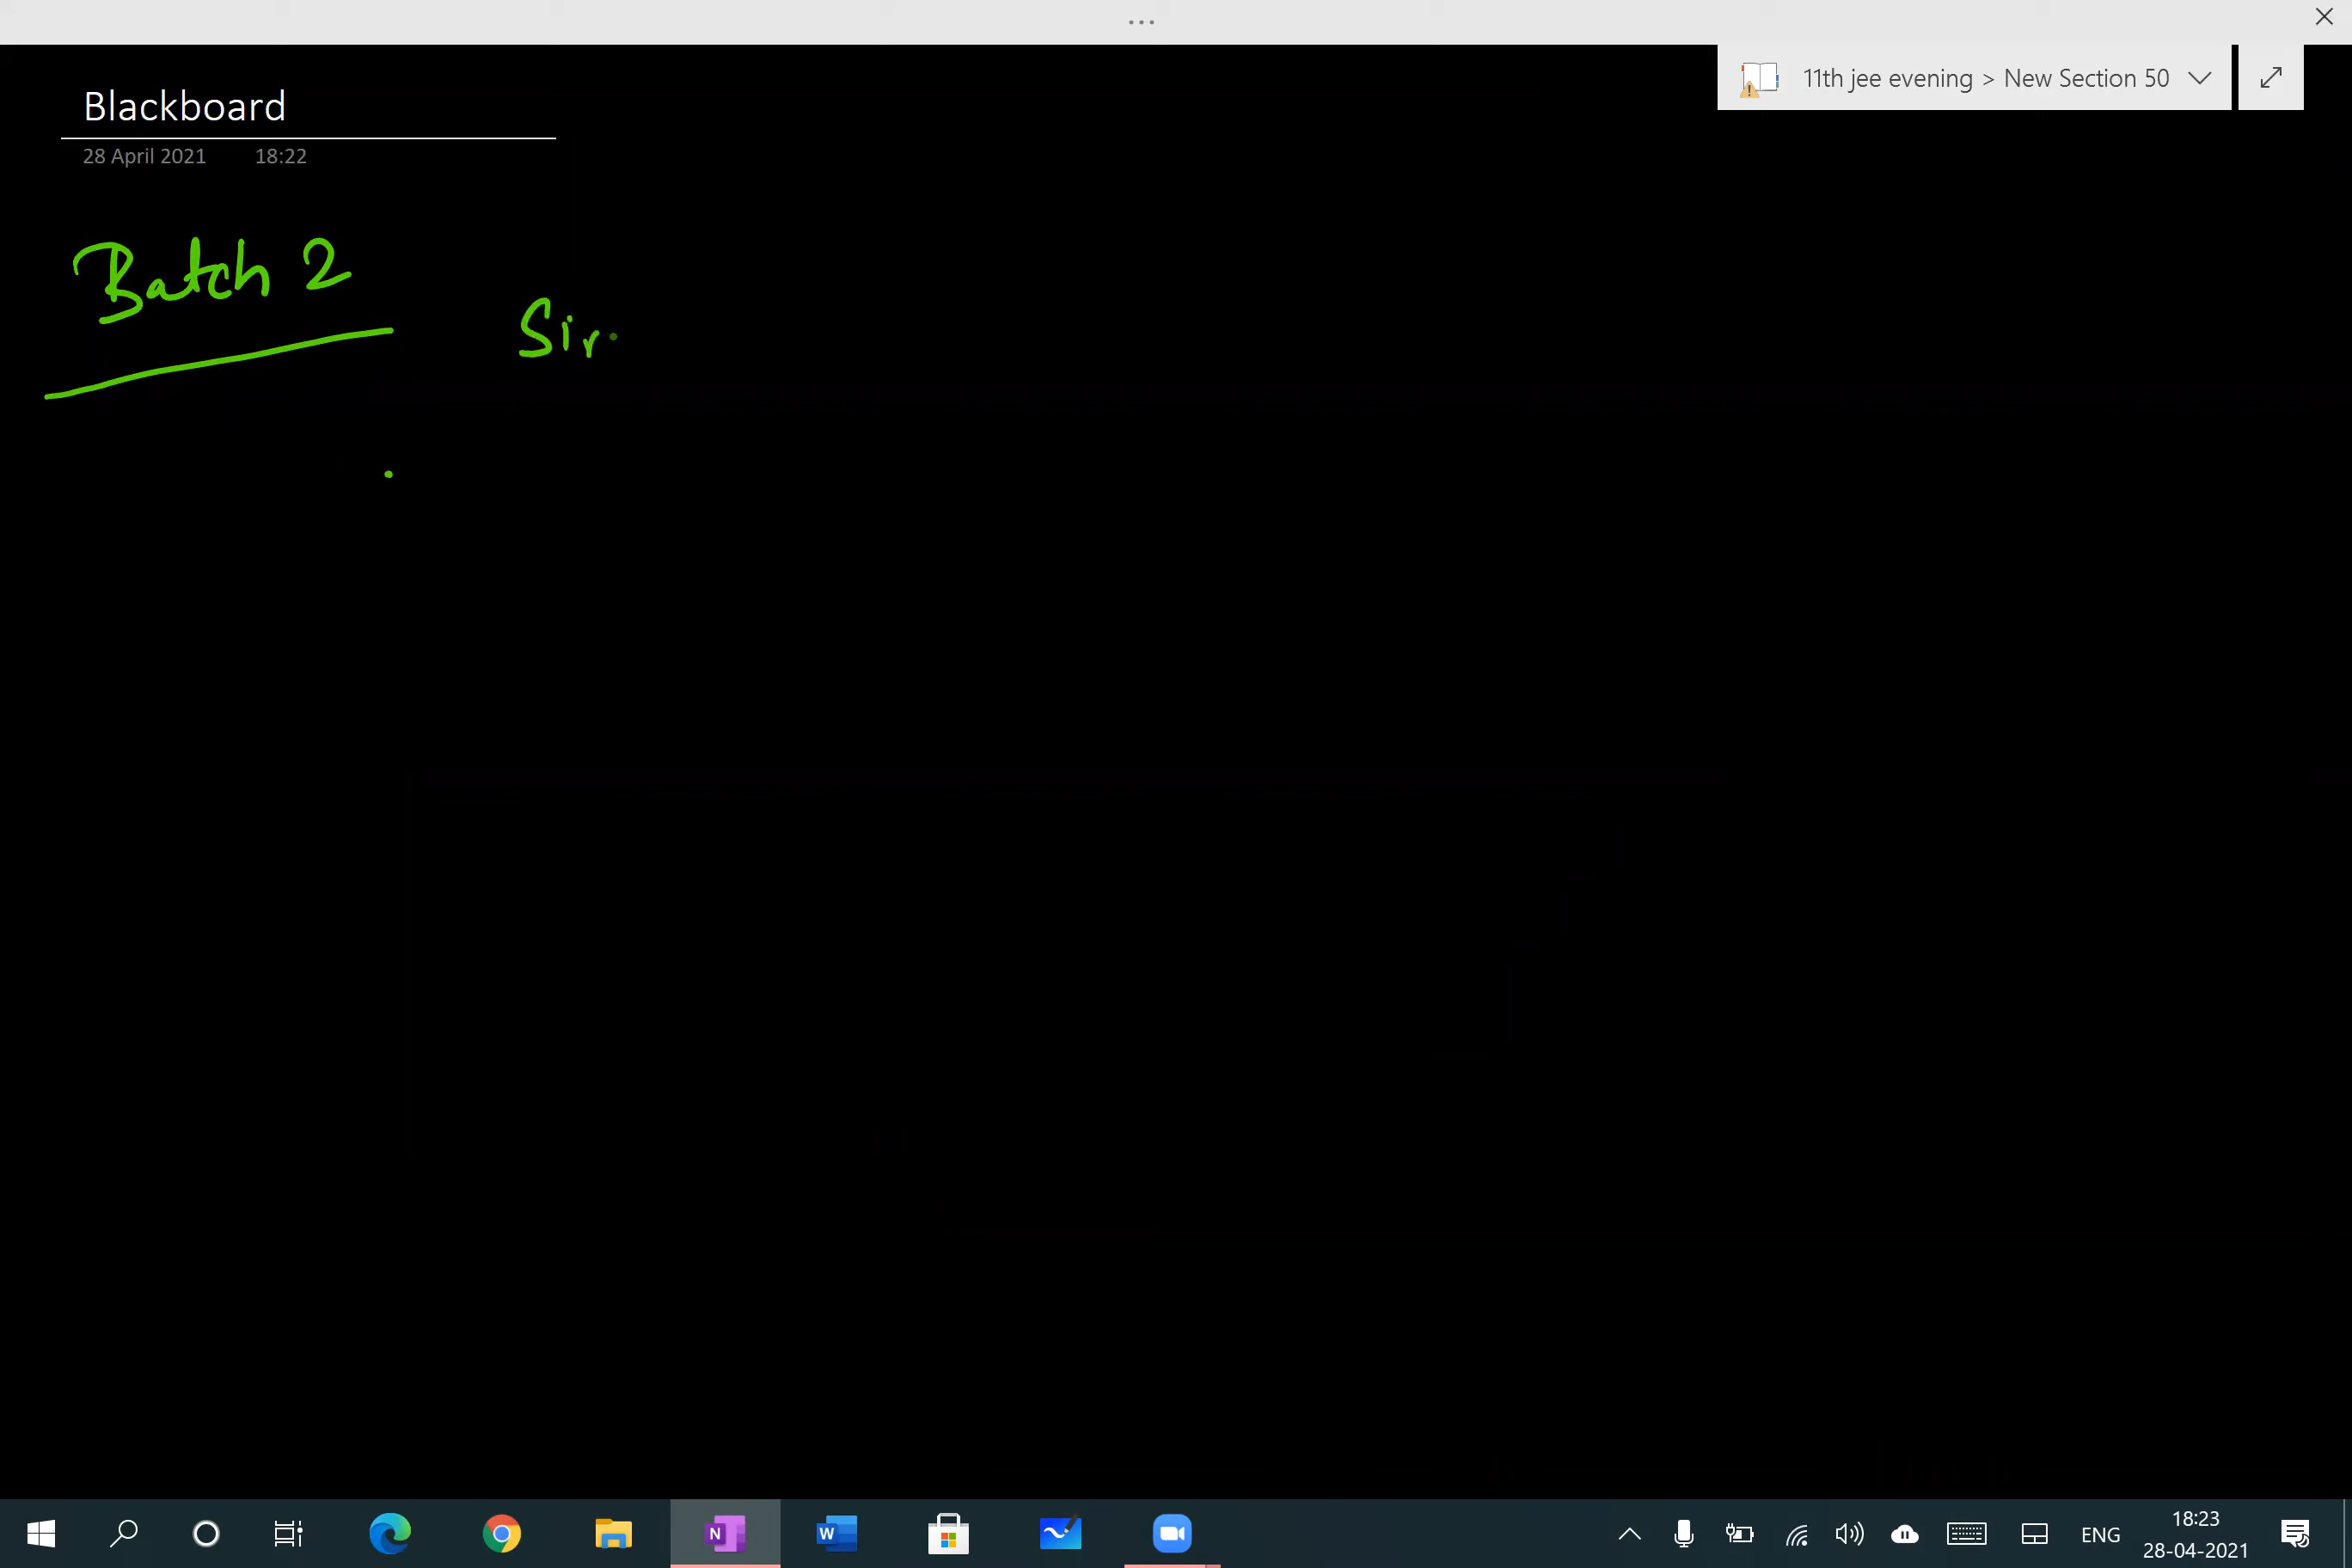 11th jee evening > New Section 50
Blackboard
28 April 2021 18:22
Batch 2
Sir
ENG
18:23
28-04-2021